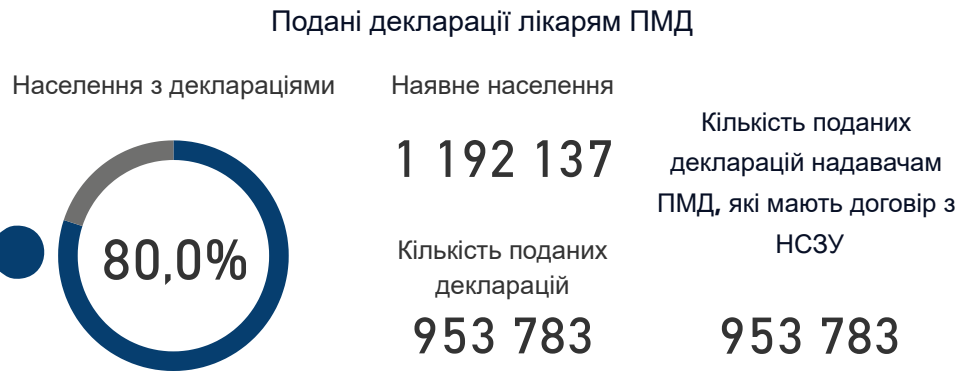 Подані декларації лікарям ПМД
Населення з деклараціями
80,0%
Наявне населення
1 192 137
Кількість поданих
декларацій
953 783
Кількість поданих
декларацій надавачам
ПМД, які мають договір з
НСЗУ
953 783